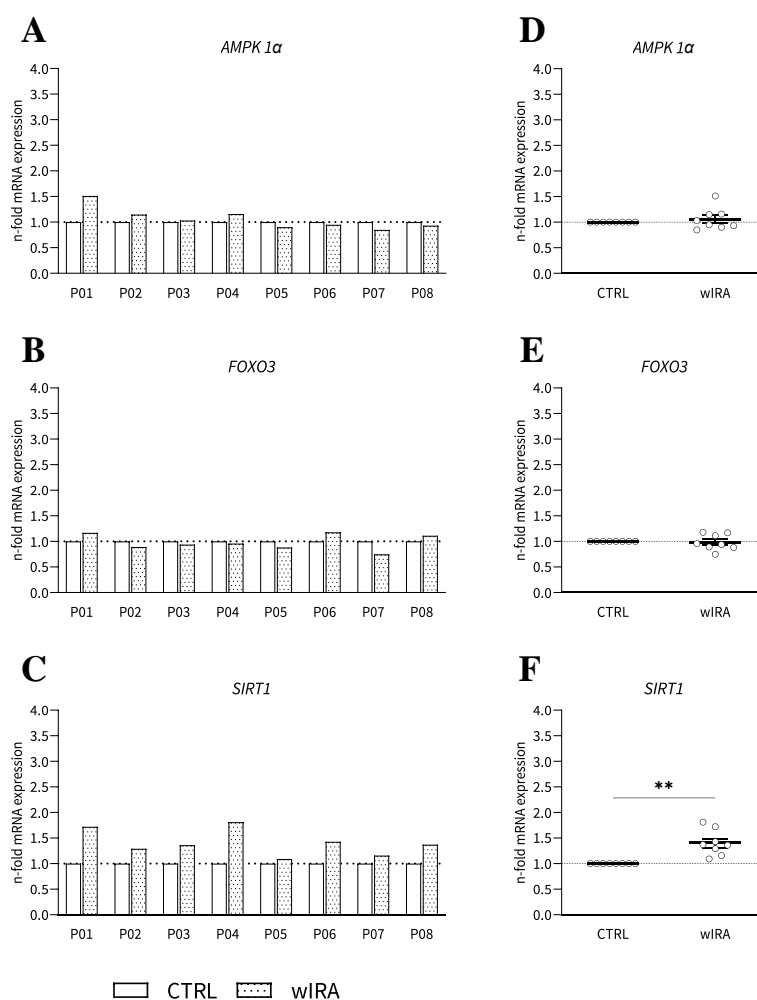 A
AMPK 1α
n-fold mRNA expression
4.0
3.5
3.0
2.5
2.0
1.5
1.0
0.5
0.0
P01 P02 P03 P04 P05 P06 P07 P08
D
AMPK 1α
n-fold mRNA expression
4.0
3.5
3.0
2.5
2.0
1.5
1.0
0.5
0.0
CTRL wIRA
B
FOXO3
n-fold mRNA expression
4.0
3.5
3.0
2.5
2.0
1.5
1.0
0.5
0.0
P01 P02 P03 P04 P05 P06 P07 P08
E
FOXO3
n-fold mRNA expression
4.0
3.5
3.0
2.5
2.0
1.5
1.0
0.5
0.0
CTRL wIRA
C
SIRT1
n-fold mRNA expression
4.0
3.5
3.0
2.5
2.0
1.5
1.0
0.5
0.0
P01 P02 P03 P04 P05 P06 P07 P08
F
SIRT1
n-fold mRNA expression
4.0
3.5
3.0
2.5
2.0
1.5
1.0
0.5
0.0
**
CTRL wIRA
CTRL wIRA